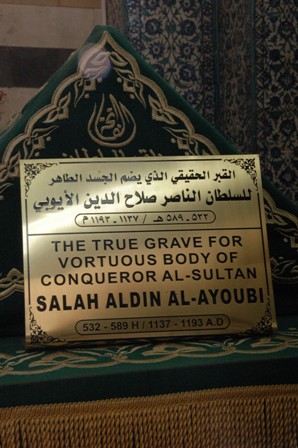 القبر الحقيقي الذي يضم الجسد الطاهر
للسلطان الناصر صلاح الدين الأيوبي
٥٣٢ - ٥٨٩ هـ / ١١٣٧ - ١١٩٣ م
THE TRUE GRAVE FOR
VORTUOUS BODY OF
CONQUEROR AL-SULTAN
SALAH ALDIN AL-AYOUBI
532 - 589 H / 1137 - 1193 A.D